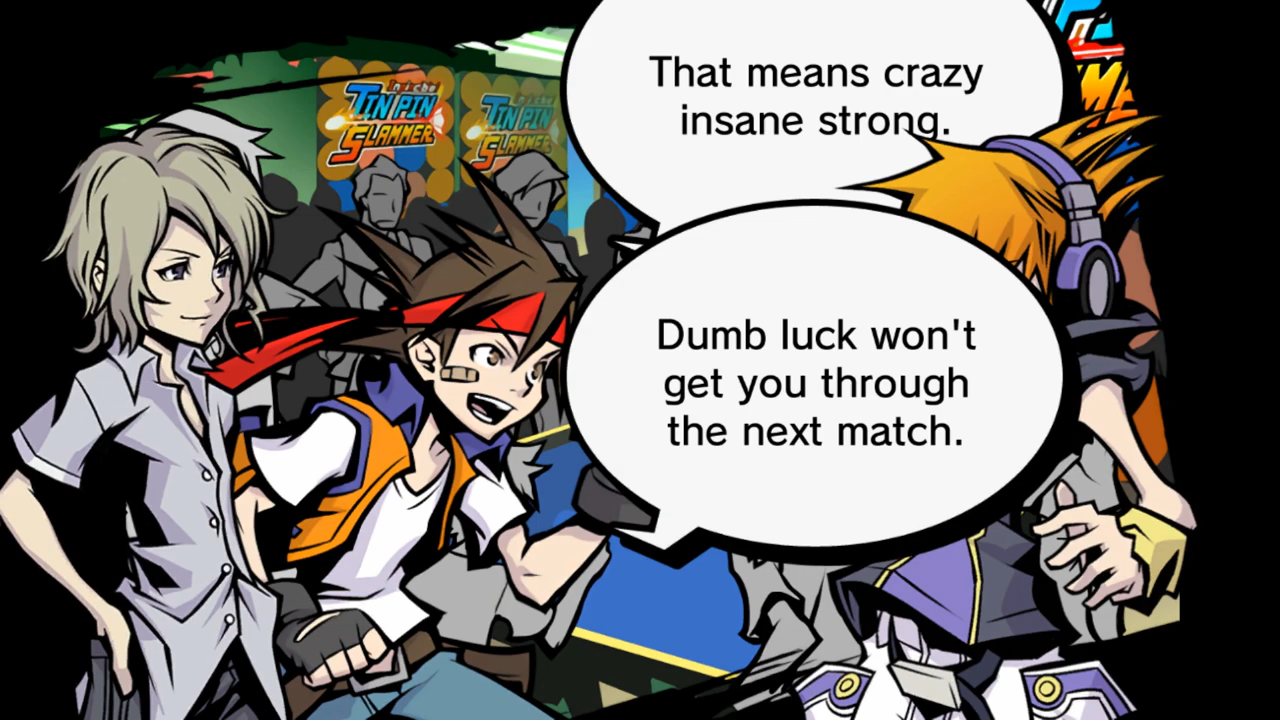 That means crazy
insane strong.
Dumb luck won't
get you through
the next match.
TIN PIN
SLAMMER
TIN PIN
SLAMMER